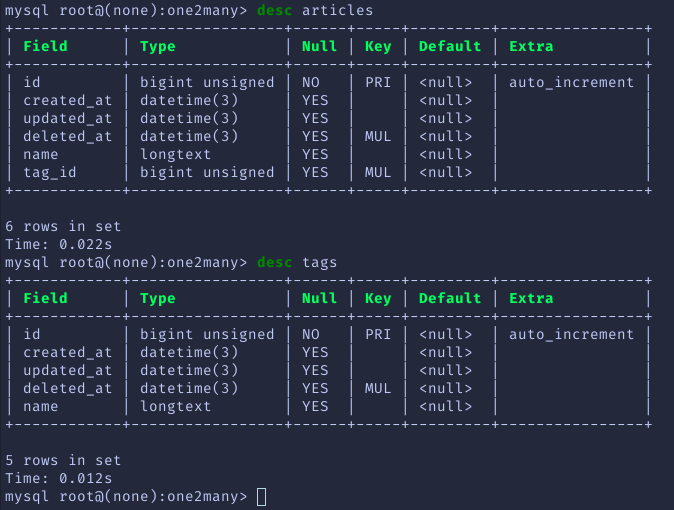 mysql root@(none):one2many> desc articles
+------------+-----------------+------+-----+---------+----------------+
| Field      | Type            | Null | Key | Default | Extra          |
+------------+-----------------+------+-----+---------+----------------+
| id         | bigint unsigned | NO   | PRI | <null>  | auto_increment |
| created_at | datetime(3)     | YES  |     | <null>  |                |
| updated_at | datetime(3)     | YES  |     | <null>  |                |
| deleted_at | datetime(3)     | YES  | MUL | <null>  |                |
| name       | longtext        | YES  |     | <null>  |                |
| tag_id     | bigint unsigned | YES  | MUL | <null>  |                |
+------------+-----------------+------+-----+---------+----------------+
6 rows in set
Time: 0.022s
mysql root@(none):one2many> desc tags
+------------+-----------------+------+-----+---------+----------------+
| Field      | Type            | Null | Key | Default | Extra          |
+------------+-----------------+------+-----+---------+----------------+
| id         | bigint unsigned | NO   | PRI | <null>  | auto_increment |
| created_at | datetime(3)     | YES  |     | <null>  |                |
| updated_at | datetime(3)     | YES  |     | <null>  |                |
| deleted_at | datetime(3)     | YES  | MUL | <null>  |                |
| name       | longtext        | YES  |     | <null>  |                |
+------------+-----------------+------+-----+---------+----------------+
5 rows in set
Time: 0.012s
mysql root@(none):one2many>